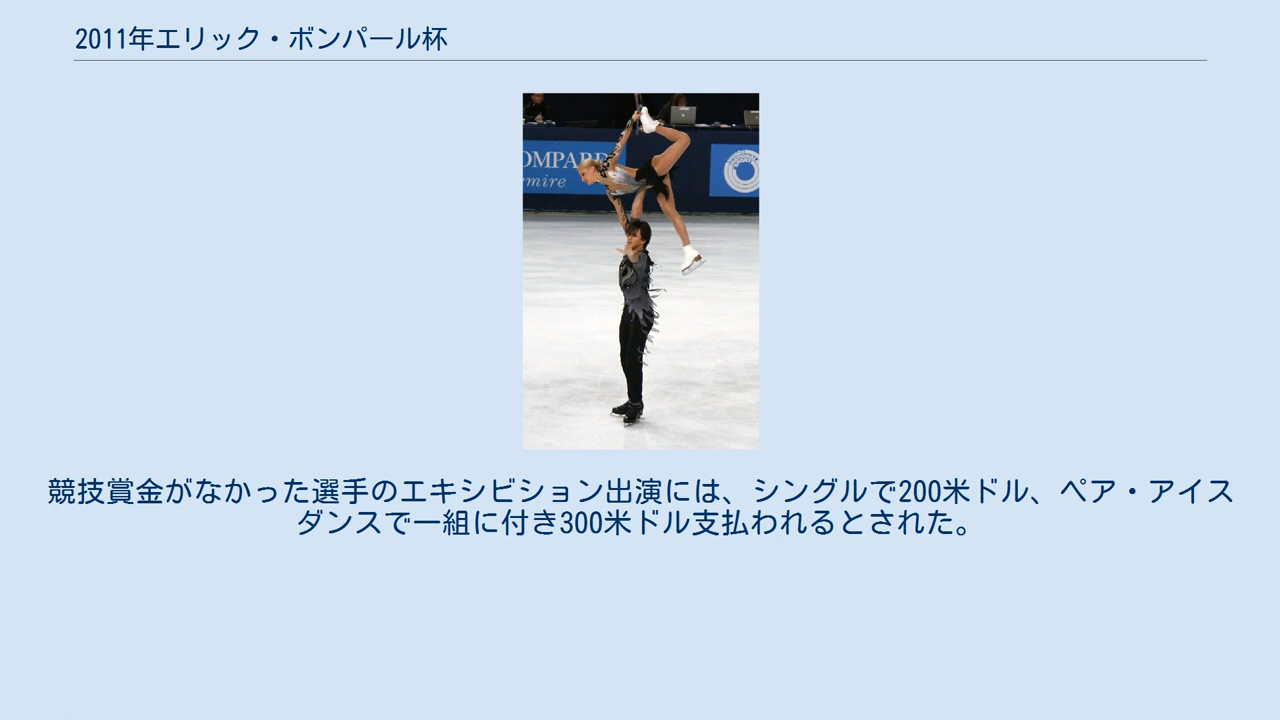 2011年エリック・ボンパール杯
OMPARD
emire
競技賞金がなかった選手のエキシビション出演には、シングルで200米ドル、ペア・アイス
ダンスで一組に付き300米ドル支払われるとされた。